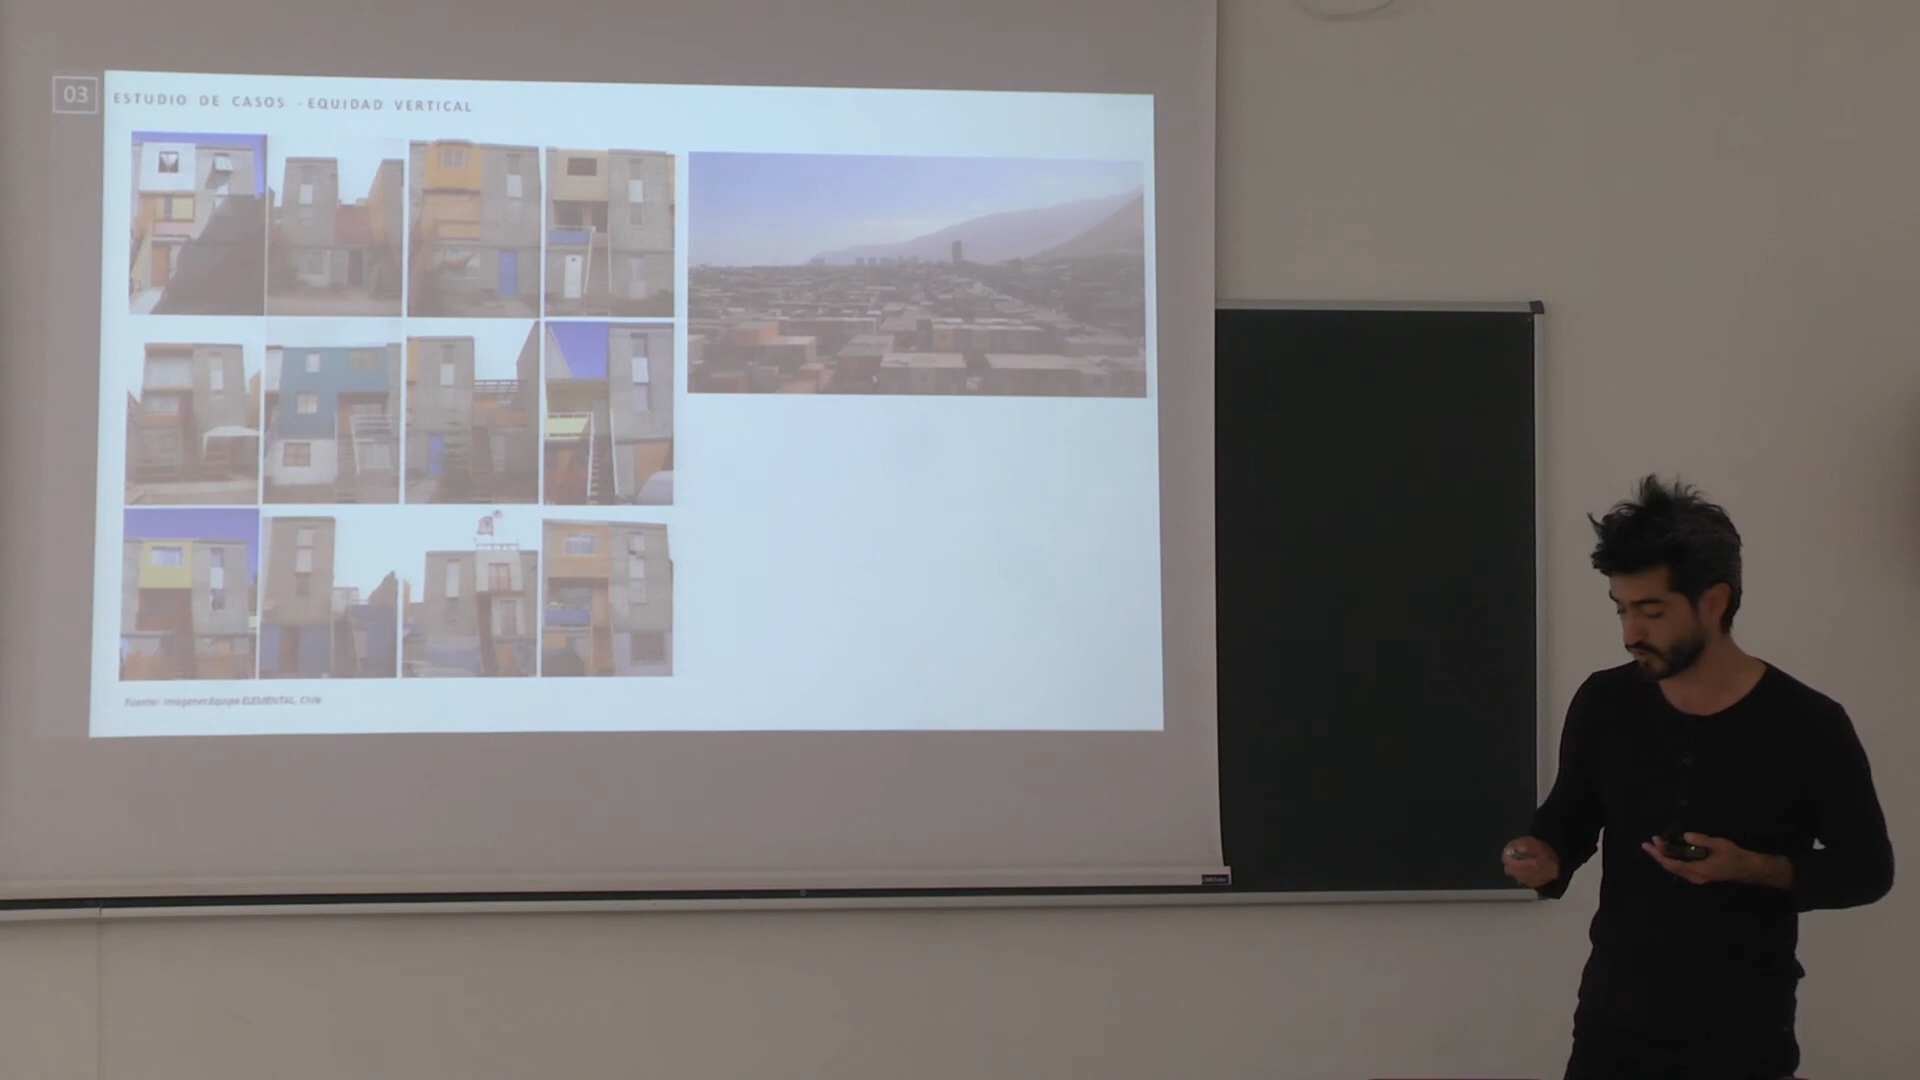 03
ESTUDIO DE CASOS - EQUIDAD VERTICAL
Fuente: imágenes Equipo ELEMENTAL, Chile